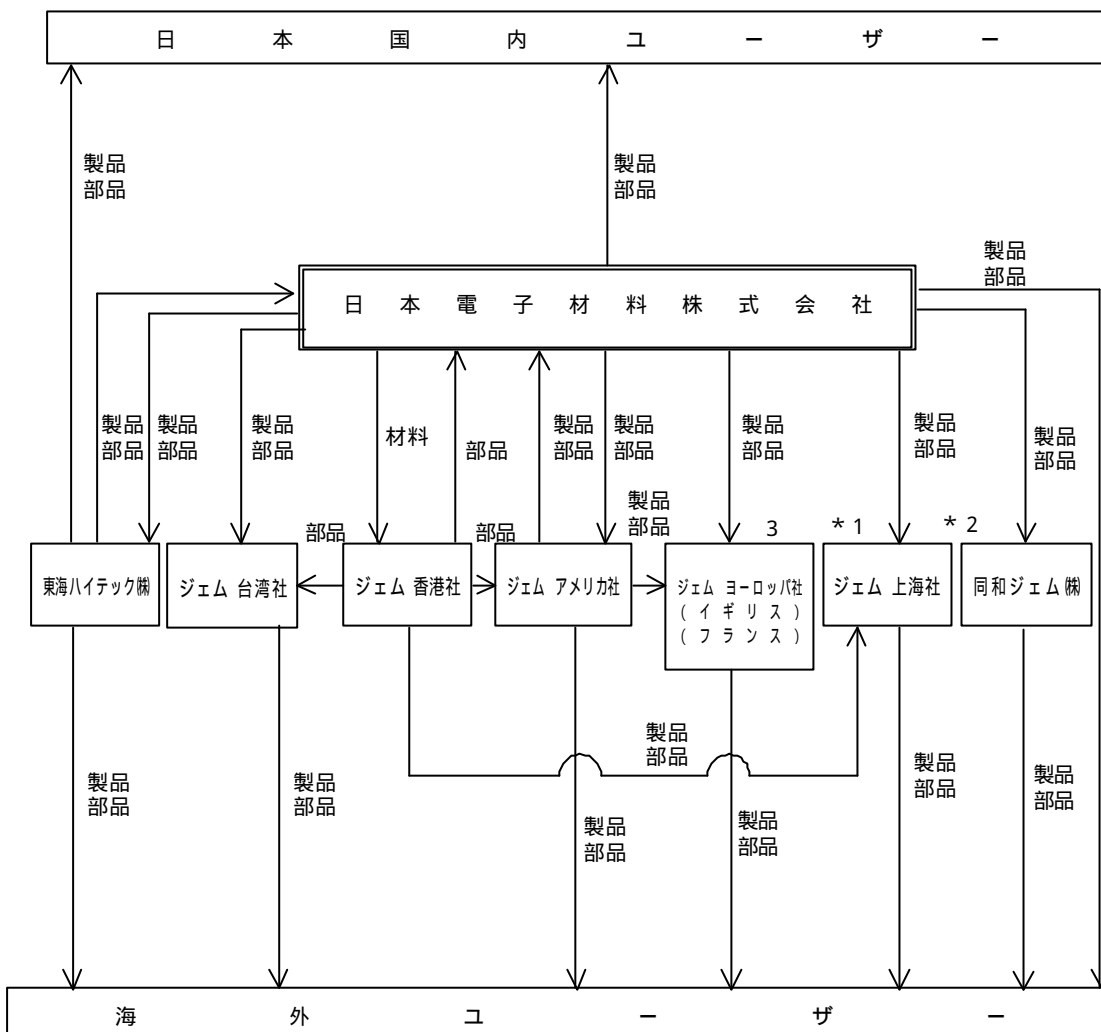 日本国内ユーザー
製品
部品
製品
部品
製品
部品
日本電子材料株式会社
製品
部品
製品
部品
製品
部品
材料
部品
製品
部品
製品
部品
製品
部品
製品
部品
製品
部品
部品
部品
製品
部品
3
*1
*2
東海ハイテック㈱
ジェム 台湾社
ジェム 香港社
ジェム アメリカ社
ジェム ヨーロッパ社
(イギリス)
(フランス)
ジェム 上海社
同和ジェム㈱
製品
部品
製品
部品
製品
部品
製品
部品
製品
部品
製品
部品
製品
部品
海外ユーザー